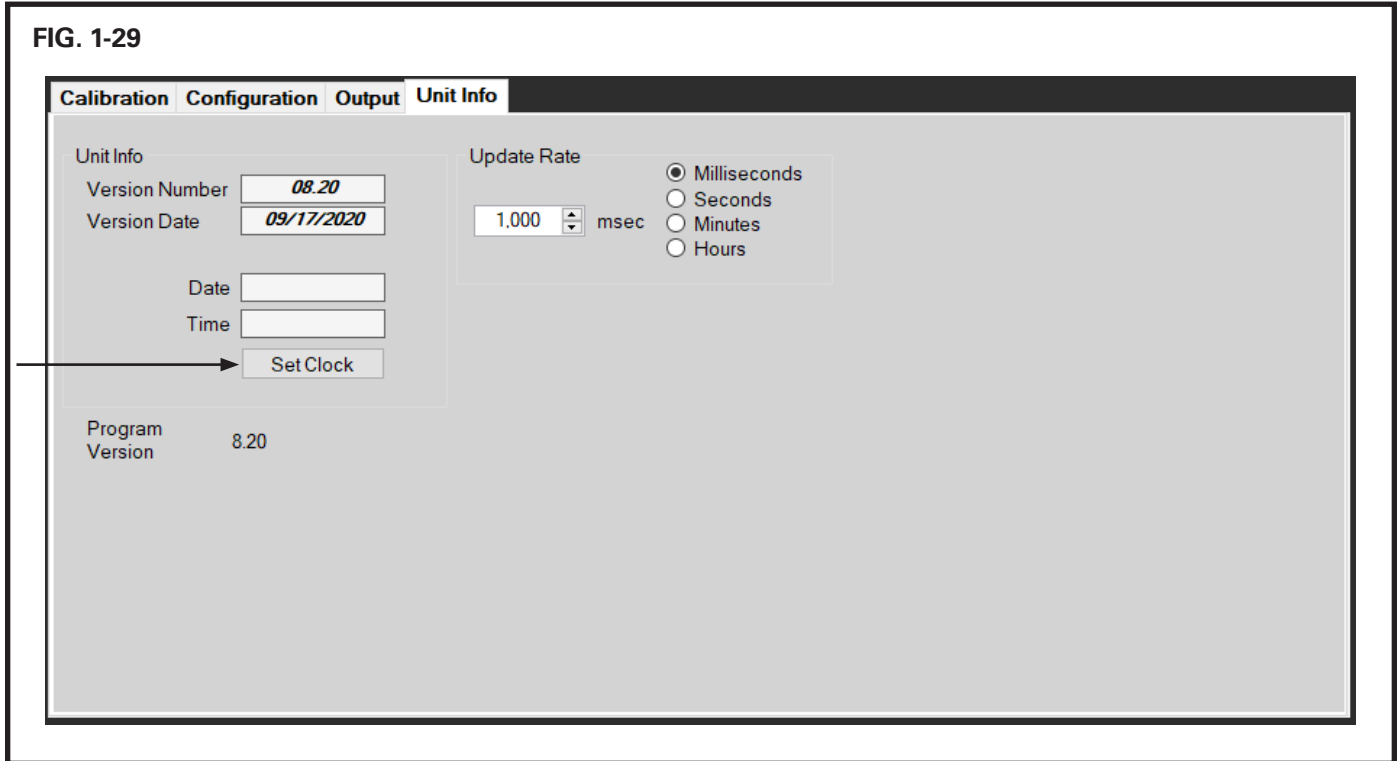 FIG. 1-29
Calibration Configuration Output Unit Info
Unit Info
Version Number 08.20
Version Date 09/17/2020
Date
Time
Set Clock
Program
Version
8.20
Update Rate
1,000 msec
Milliseconds
Seconds
Minutes
Hours